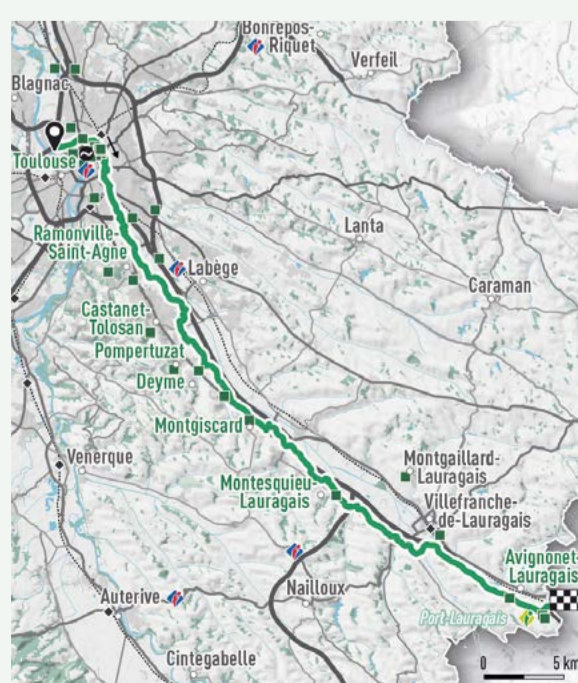 Bonrepos-
Riquet
Verfeil
Blagnac
Toulouse
Lanta
Ramonville-
Saint-Agne
Labège
Caraman
Castanet-
Tolosan
Pompertuzat
Deyme
Montgiscard
Venerque
Montgaillard-
Lauragais
Montesquieu-
Lauragais
Villefranche-
de-Lauragais
Avignonet-
Lauragais
Nailloux
Auterive
Port-Lauragais
Cintegabelle
0 5 km